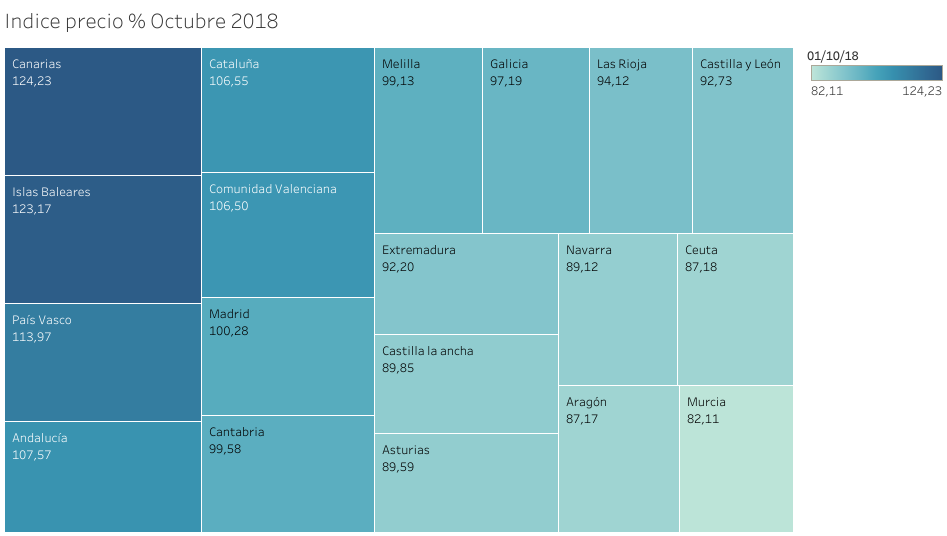 Indice precio % Octubre 2018
Canarias
124,23
Islas Baleares
123,17
País Vasco
113,97
Andalucía
107,57
Cataluña
106,55
Comunidad Valenciana
106,50
Madrid
100,28
Cantabria
99,58
Melilla
99,13
Galicia
97,19
Las Rioja
94,12
Castilla y León
92,73
Extremadura
92,20
Castilla la ancha
89,85
Asturias
89,59
Navarra
89,12
Ceuta
87,18
Aragón
87,17
Murcia
82,11
01/10/18
82,11 124,23